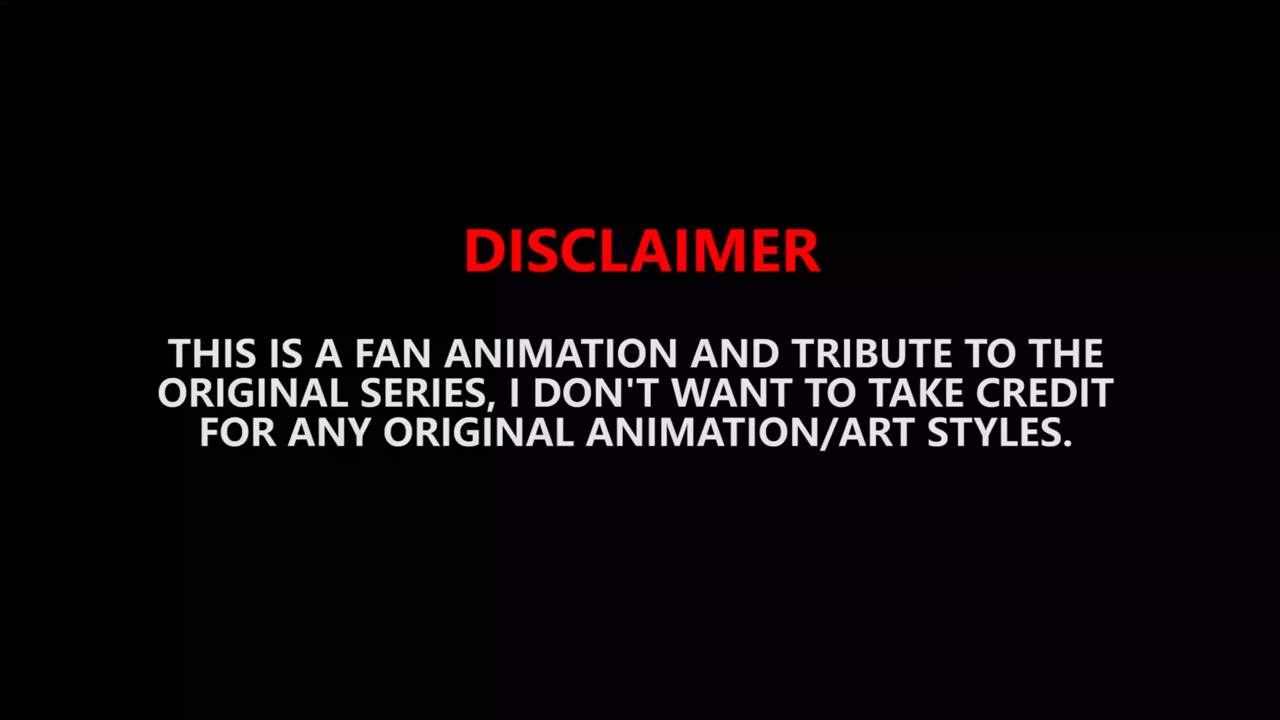 DISCLAIMER
THIS IS A FAN ANIMATION AND TRIBUTE TO THE
ORIGINAL SERIES, I DON'T WANT TO TAKE CREDIT
FOR ANY ORIGINAL ANIMATION/ART STYLES.